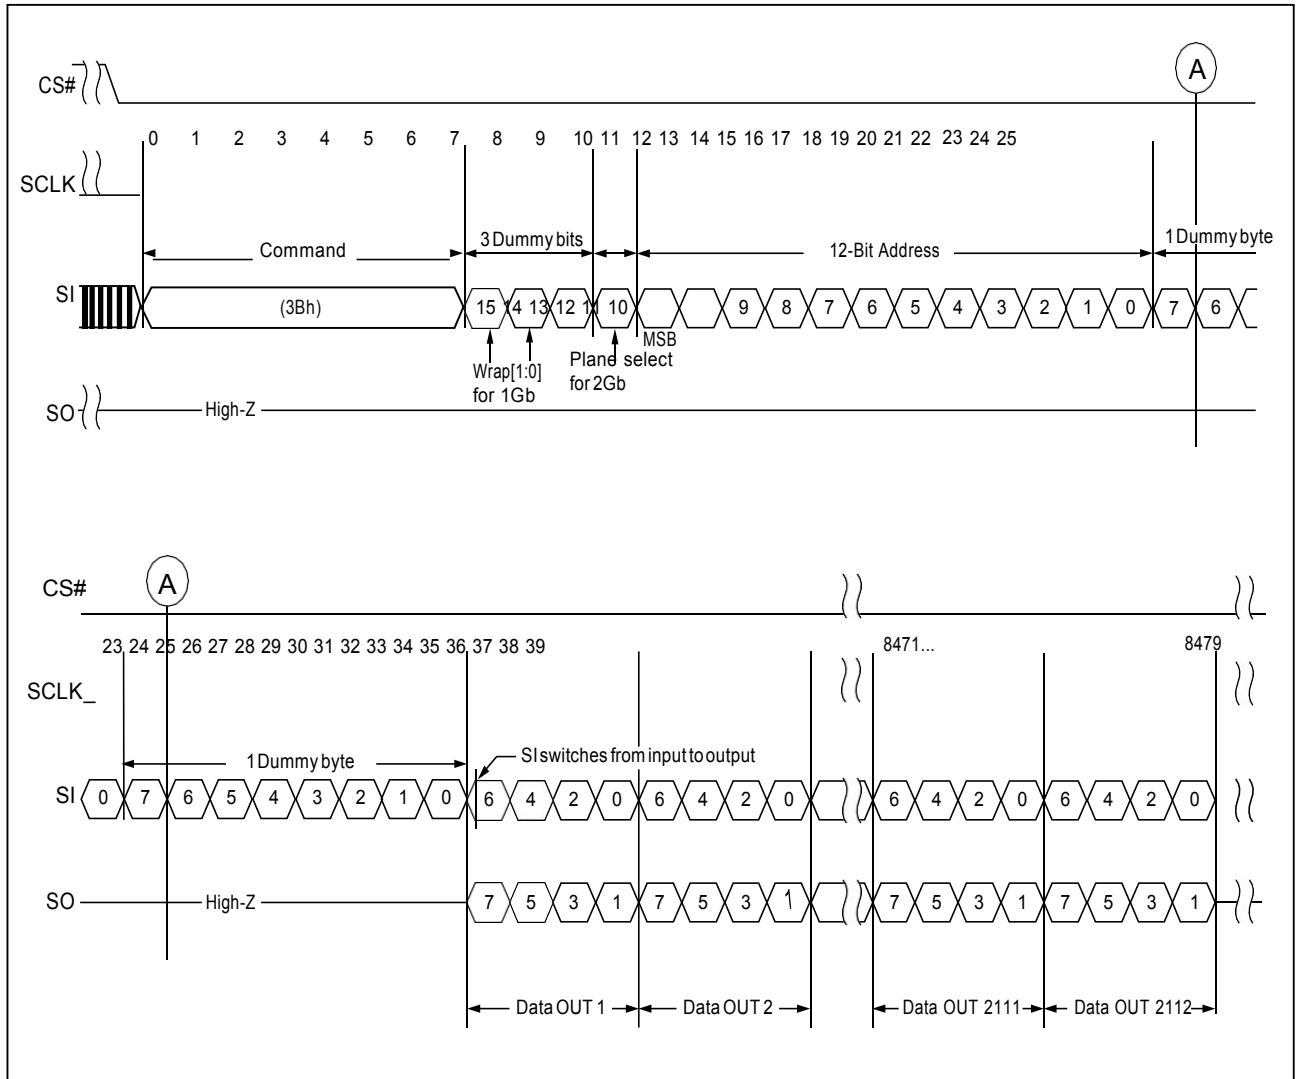 A
CS#
0 1 2 3 4 5 6 7 8 9 10 11 12 13 14 15 16 17 18 19 20 21 22 23 24 25
SCLK
Command 3 Dummy bits 12-Bit Address 1 Dummy byte
SI (3Bh) 15 14 13 12 11 10 9 8 7 6 5 4 3 2 1 0 7 6
MSB
Wrap[1:0] for 1Gb
Plane select for 2Gb
SO High-Z
A
CS#
23 24 25 26 27 28 29 30 31 32 33 34 35 36 37 38 39 8471... 8479
SCLK_
1 Dummy byte SI switches from input to output
SI 0 7 6 5 4 3 2 1 0 6 4 2 0 6 4 2 0 6 4 2 0 6 4 2 0
SO High-Z 7 5 3 1 7 5 3 1 7 5 3 1 7 5 3 1
Data OUT 1 Data OUT 2 Data OUT 2111 Data OUT 2112